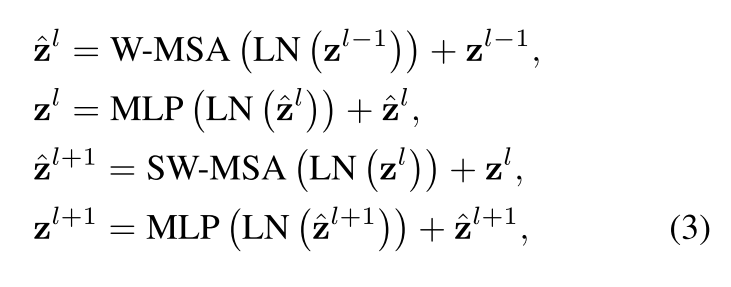 ẑ^l = W-MSA (LN (z^{l−1})) + z^{l−1},
z^l = MLP (LN (ẑ^l)) + ẑ^l,
ẑ^{l+1} = SW-MSA (LN (z^l)) + z^l,
z^{l+1} = MLP (LN (ẑ^{l+1})) + ẑ^{l+1}, (3)